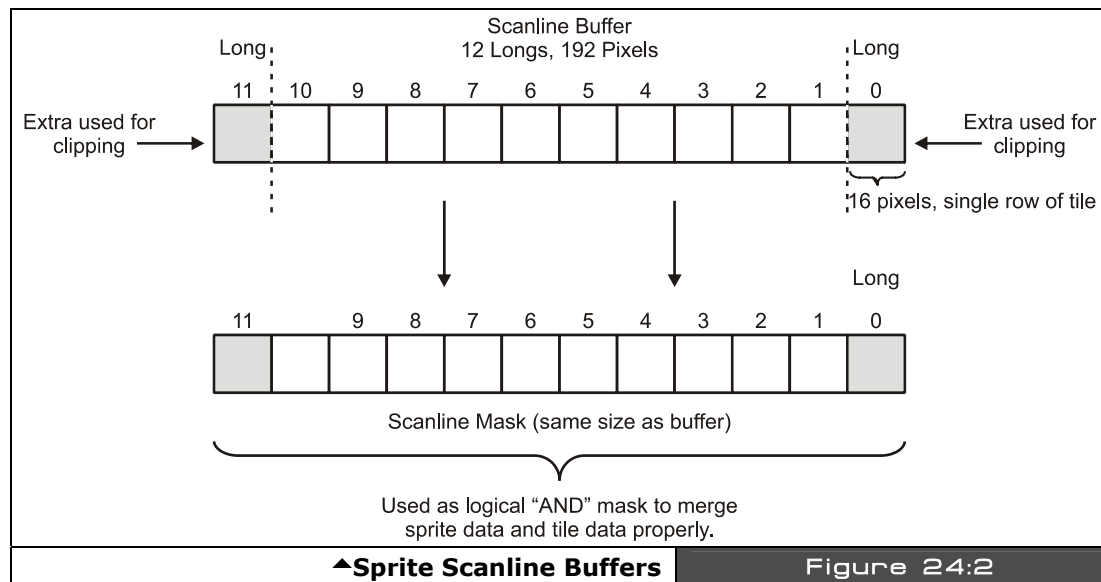 Scanline Buffer
Long 12 Longs, 192 Pixels Long
11 10 9 8 7 6 5 4 3 2 1 0
Extra used for
clipping
Extra used for
clipping
16 pixels, single row of tile
Long
11 9 8 7 6 5 4 3 2 1 0
Scanline Mask (same size as buffer)
Used as logical “AND” mask to merge
sprite data and tile data properly.
▲Sprite Scanline Buffers Figure 24:2